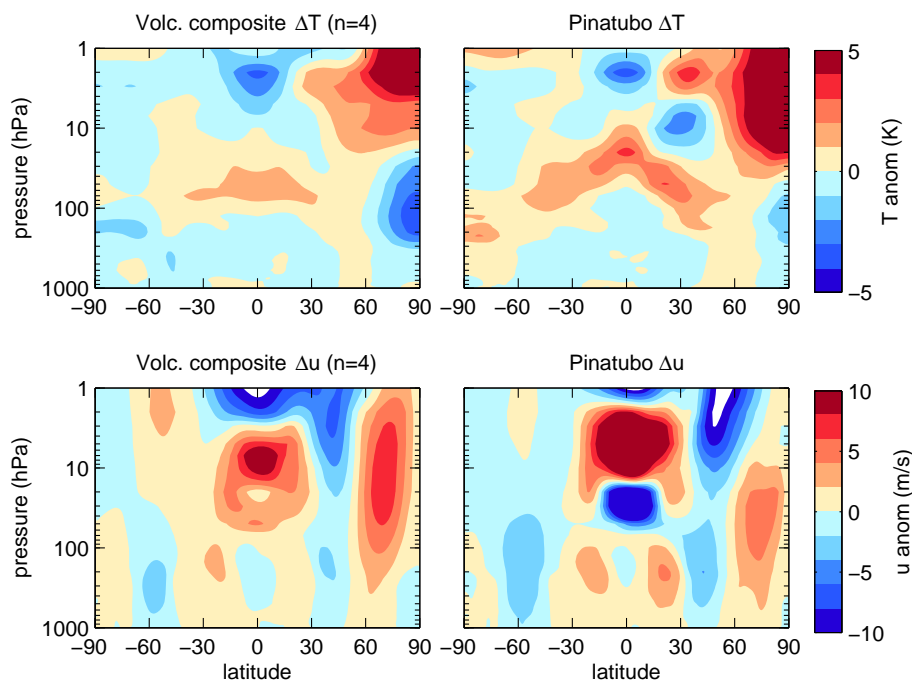 Volc. composite ΔT (n=4)
Pinatubo ΔT
pressure (hPa)
1
10
100
1000
−90 −60 −30 0 30 60 90
−90 −60 −30 0 30 60 90
5
0
−5
T anom (K)
Volc. composite Δu (n=4)
Pinatubo Δu
pressure (hPa)
1
10
100
1000
−90 −60 −30 0 30 60 90
latitude
−90 −60 −30 0 30 60 90
latitude
10
5
0
−5
−10
u anom (m/s)